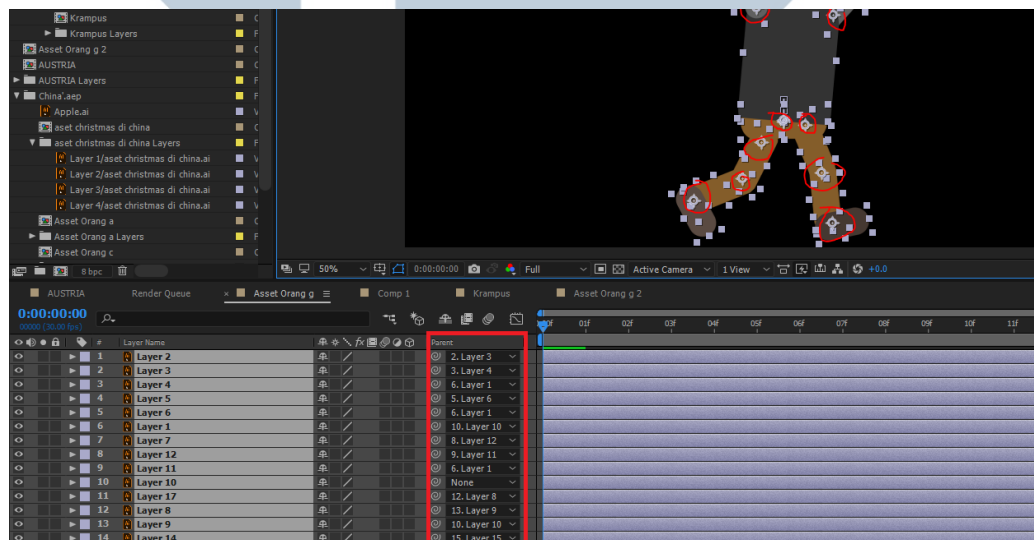 Krampus
Krampus Layers
Asset Orang g 2
AUSTRIA
AUSTRIA Layers
China'.aep
Apple.ai
aset christmas di china
aset christmas di china Layers
Layer 1/aset christmas di china.ai
Layer 2/aset christmas di china.ai
Layer 3/aset christmas di china.ai
Layer 4/aset christmas di china.ai
Asset Orang a
Asset Orang a Layers
Asset Orang c
8 bpc
50% 0:00:00:00 Full Active Camera 1 View +0.0
AUSTRIA Render Queue × Asset Orang g Comp 1 Krampus Asset Orang g 2
0:00:00:00
00000 (30.00 fps)
:00f 01f 02f 03f 04f 05f 06f 07f 08f 09f 10f 11f
# Layer Name Parent
1 Layer 2 2. Layer 3
2 Layer 3 3. Layer 4
3 Layer 4 6. Layer 1
4 Layer 5 5. Layer 6
5 Layer 6 6. Layer 1
6 Layer 1 10. Layer 10
7 Layer 7 8. Layer 12
8 Layer 12 9. Layer 11
9 Layer 11 6. Layer 1
10 Layer 10 None
11 Layer 17 12. Layer 8
12 Layer 8 13. Layer 9
13 Layer 9 10. Layer 10
14 Layer 14 15. Layer 15